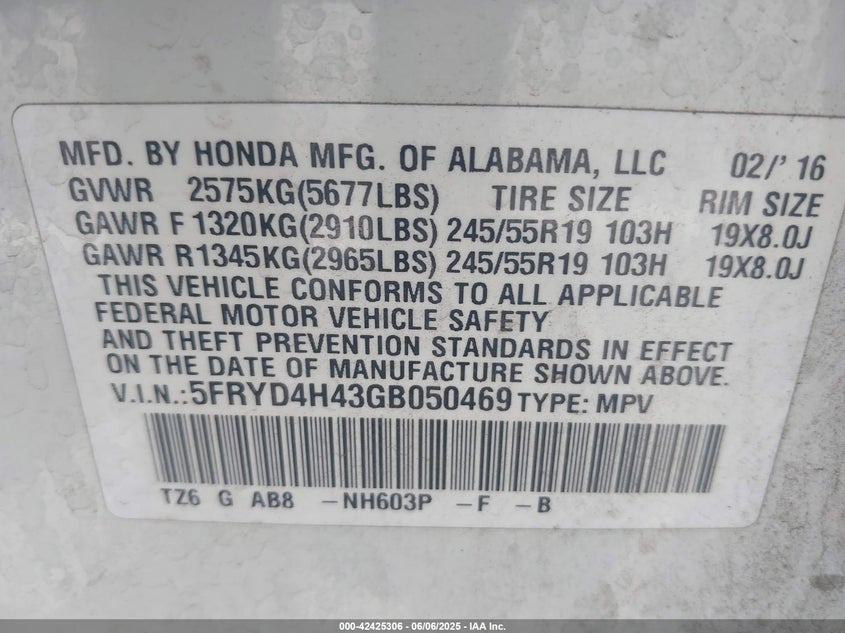 MFD. BY HONDA MFG. OF ALABAMA, LLC 02/' 16
GVWR 2575KG(5677LBS) TIRE SIZE RIM SIZE
GAWR F 1320KG(2910LBS) 245/55R19 103H 19X8.0J
GAWR R1345KG(2965LBS) 245/55R19 103H 19X8.0J
THIS VEHICLE CONFORMS TO ALL APPLICABLE
FEDERAL MOTOR VEHICLE SAFETY
AND THEFT PREVENTION STANDARDS IN EFFECT
ON THE DATE OF MANUFACTURE SHOWN ABOVE.
V.I.N.:5FRYD4H43GB050469 TYPE: MPV
TZ6 G AB8 -NH603P -F -B
000-42425306 - 06/06/2025 - IAA Inc.